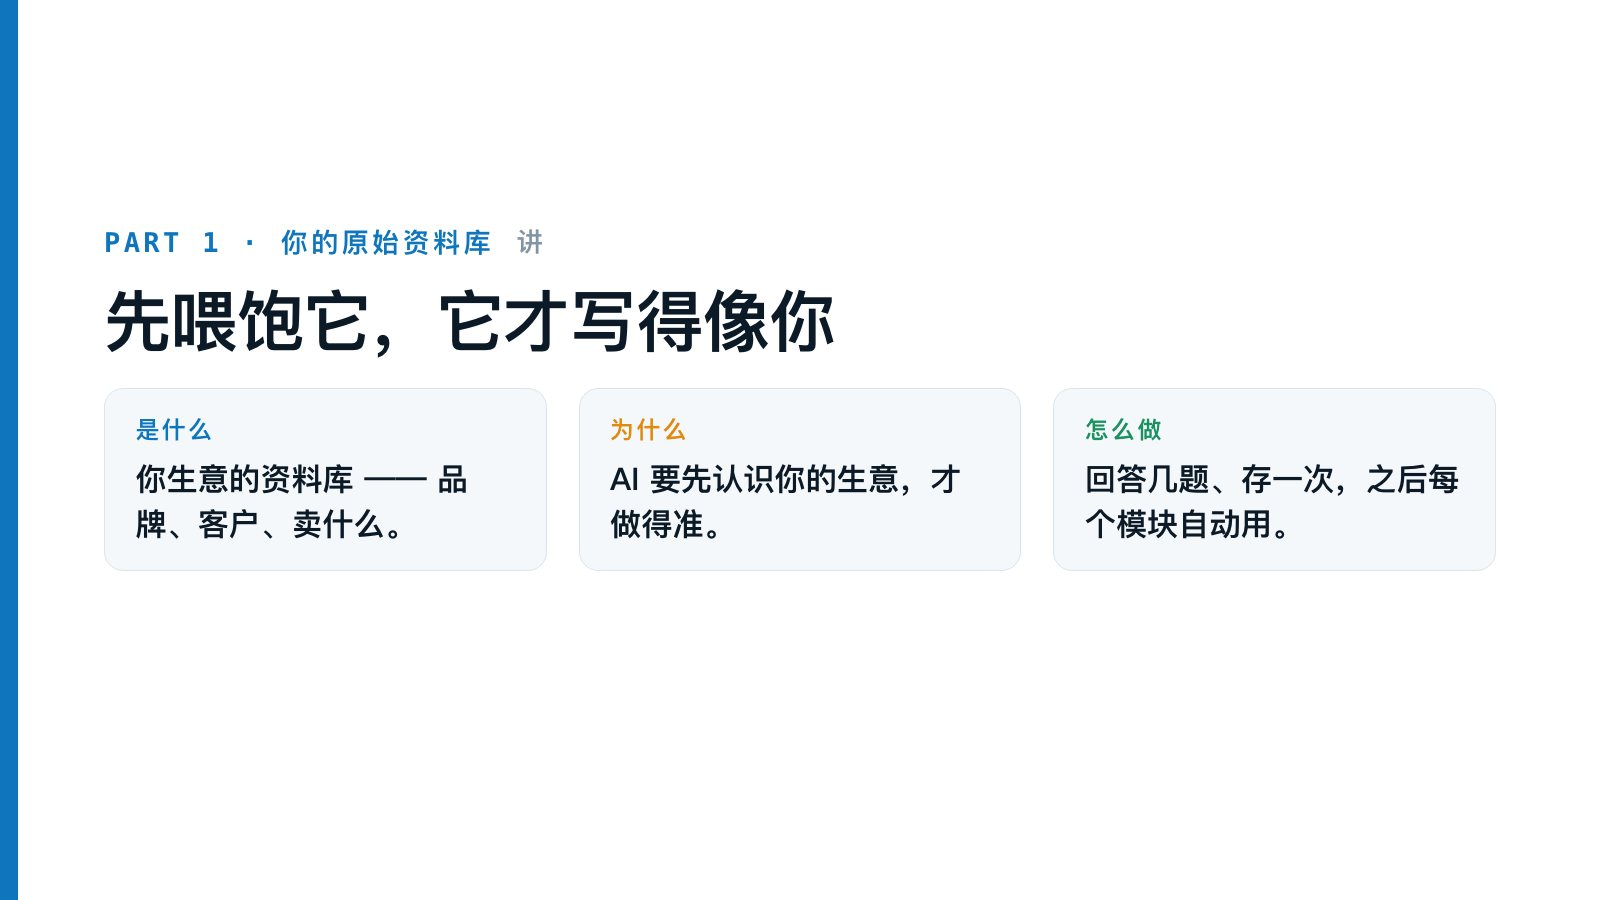 PART 1 · 你的原始资料库 讲
先喂饱它，它才写得像你
是什么
你生意的资料库 —— 品
牌、客户、卖什么。
为什么
AI 要先认识你的生意，才
做得准。
怎么做
回答几题、存一次，之后每
个模块自动用。